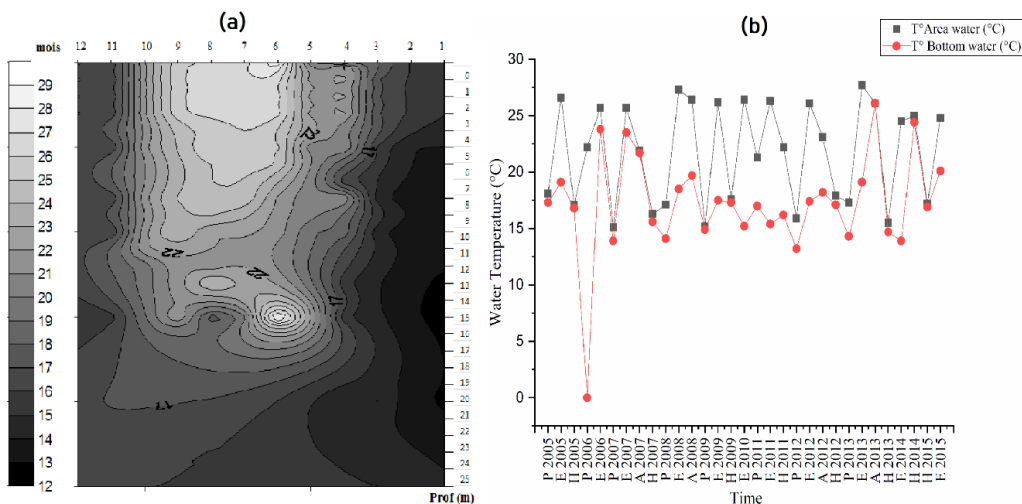 (a)
mois
12 11 10 9 8 7 6 5 4 3 2 1
29
28
27
26
25
24
23
22
21
20
19
18
17
16
15
14
13
12
22
17
22
22
17
17
0
1
2
3
4
5
6
7
8
9
10
11
12
13
14
15
16
17
18
19
20
21
22
23
24
25
Prof (m)
(b)
T° Area water (°C)
T° Bottom water (°C)
Water Temperature (°C)
30
25
20
15
10
5
0
P 2005
E 2005
H 2005
P 2006
E 2006
P 2007
E 2007
A 2007
H 2007
P 2008
E 2008
A 2008
P 2009
E 2009
H 2009
E 2010
P 2011
E 2011
H 2011
P 2012
E 2012
A 2012
H 2012
P 2013
E 2013
A 2013
H 2013
E 2014
H 2014
H 2015
E 2015
Time